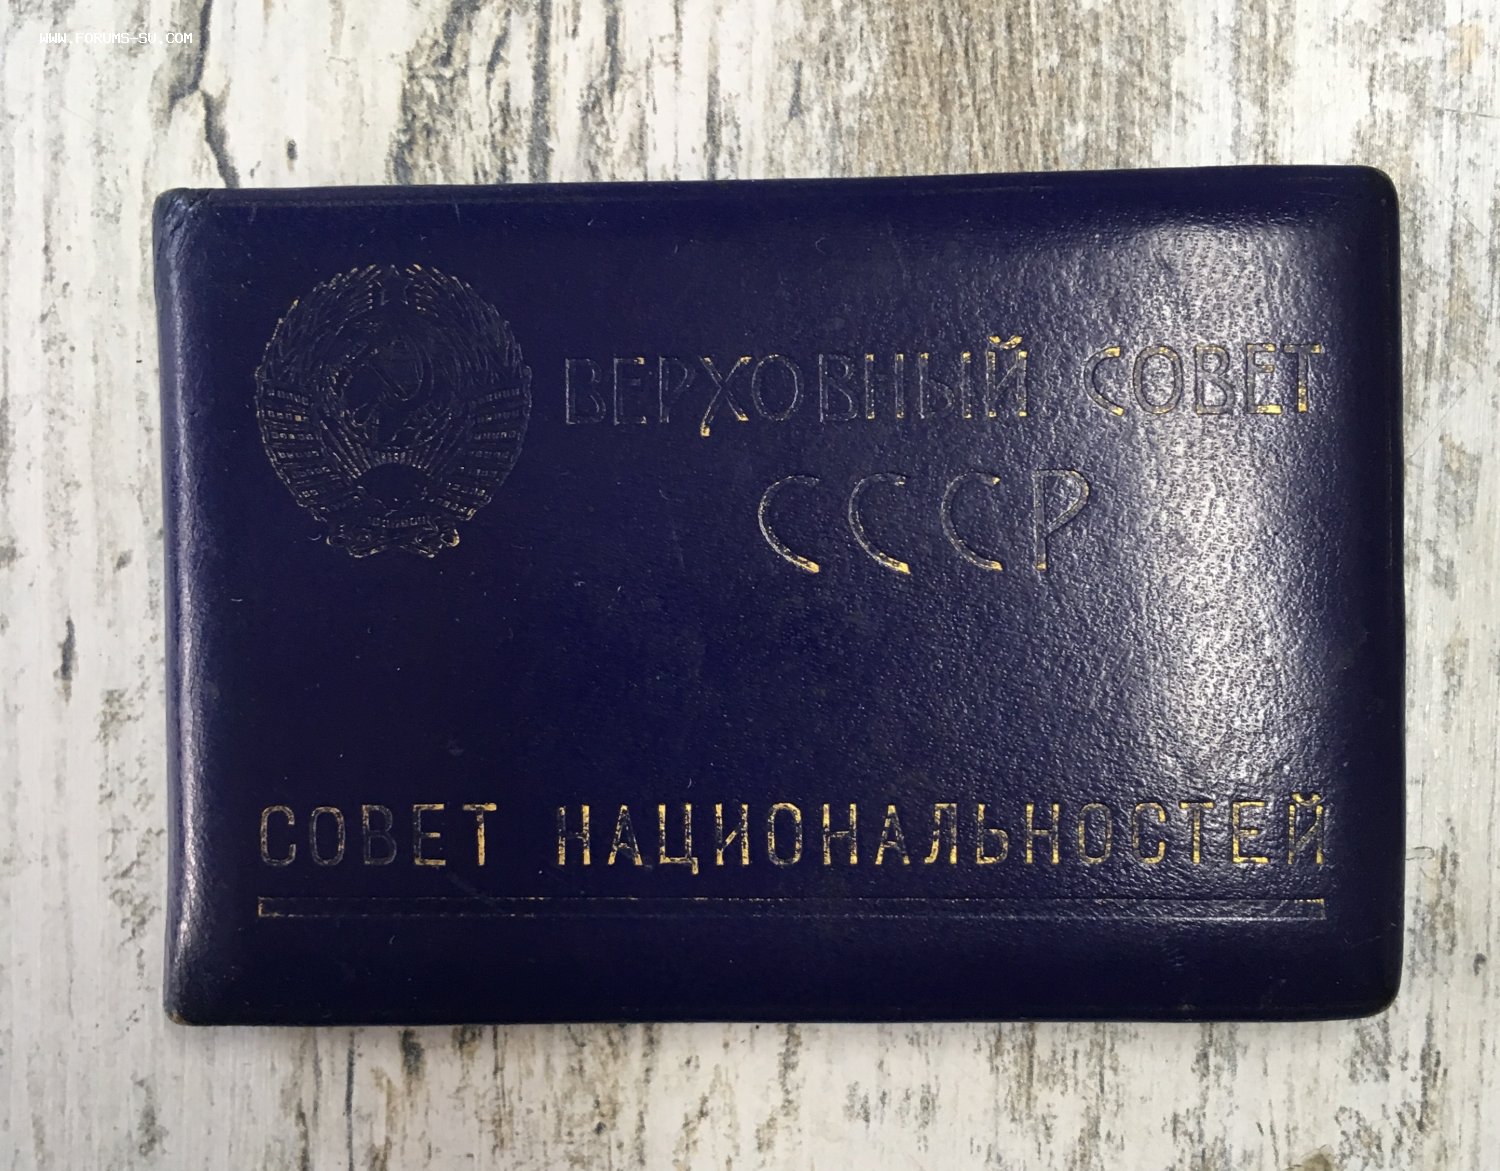 WWW.FORUMS-SU.COM
ВЕРХОВНЫЙ СОВЕТ
СССР
СОВЕТ НАЦИОНАЛЬНОСТЕЙ